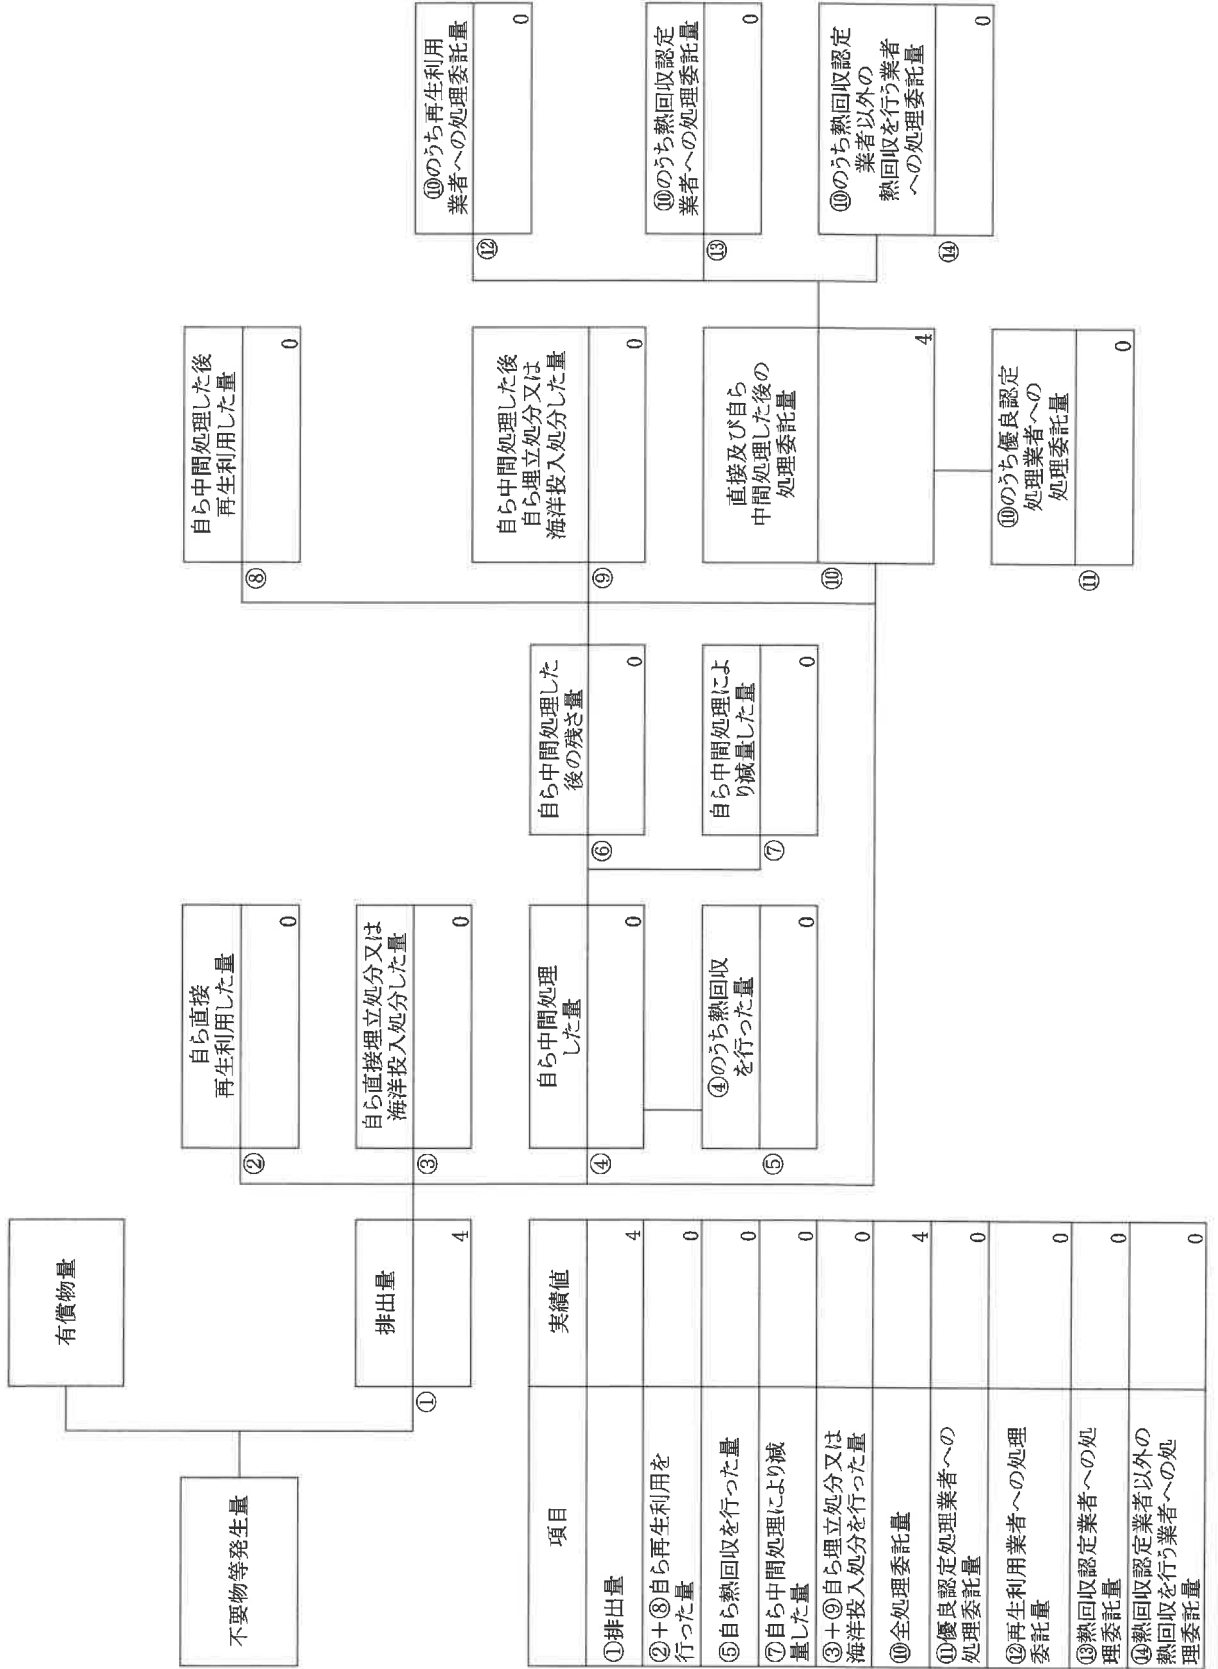 不要物等発生量
有償物量
排出量
①
4
自ら直接
再生利用した量
②
0
自ら直接埋立処分又は
海洋投入処分した量
③
0
自ら中間処理
した量
④
0
④のうち熱回収
を行った量
⑤
0
自ら中間処理した
後の残さ量
⑥
0
自ら中間処理によ
り減量した量
⑦
0
自ら中間処理した後
再生利用した量
⑧
0
自ら中間処理した後
自ら埋立処分又は
海洋投入処分した量
⑨
0
直接及び自ら
中間処理した後の
処理委託量
⑩
4
⑩のうち優良認定
処理業者への
処理委託量
⑪
0
⑩のうち再生利用
業者への処理委託量
⑫
0
⑩のうち熱回収認定
業者への処理委託量
⑬
0
⑩のうち熱回収認定
業者以外の
熱回収を行う業者
への処理委託量
⑭
0
項目 実績値
①排出量 4
②+⑧自ら再生利用を
行った量 0
⑤自ら熱回収を行った量 0
⑦自ら中間処理により減
量した量 0
③+⑨自ら埋立処分又は
海洋投入処分を行った量 0
⑩全処理委託量 4
⑪優良認定処理業者への
処理委託量 0
⑫再生利用業者への処理
委託量 0
⑬熱回収認定業者への処
理委託量 0
⑭熱回収認定業者以外の
熱回収を行う業者への処
理委託量 0